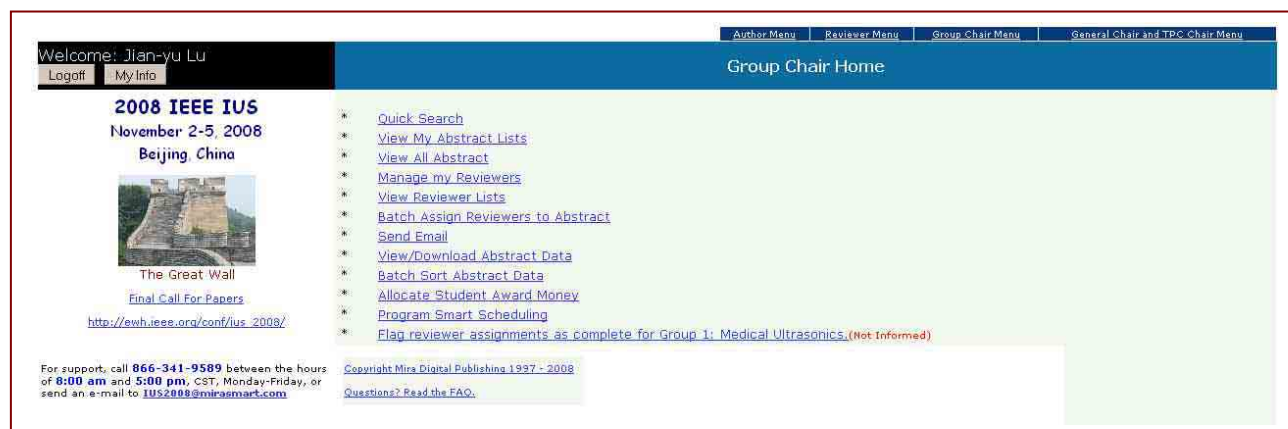 Author Menu Reviewer Menu Group Chair Menu General Chair and TPC Chair Menu
Welcome: Jian-yu Lu
Logoff My Info
Group Chair Home
2008 IEEE IUS
November 2-5, 2008
Beijing, China
The Great Wall
Final Call For Papers
http://ewh.ieee.org/conf/ius_2008/
* Quick Search
* View My Abstract Lists
* View All Abstract
* Manage my Reviewers
* View Reviewer Lists
* Batch Assign Reviewers to Abstract
* Send Email
* View/Download Abstract Data
* Batch Sort Abstract Data
* Allocate Student Award Money
* Program Smart Scheduling
* Flag reviewer assignments as complete for Group 1: Medical Ultrasonics.(Not Informed)
For support, call 866-341-9589 between the hours
of 8:00 am and 5:00 pm, CST, Monday-Friday, or
send an e-mail to IUS2008@mirasmart.com
Copyright Mira Digital Publishing 1997 - 2008
Questions? Read the FAQ.